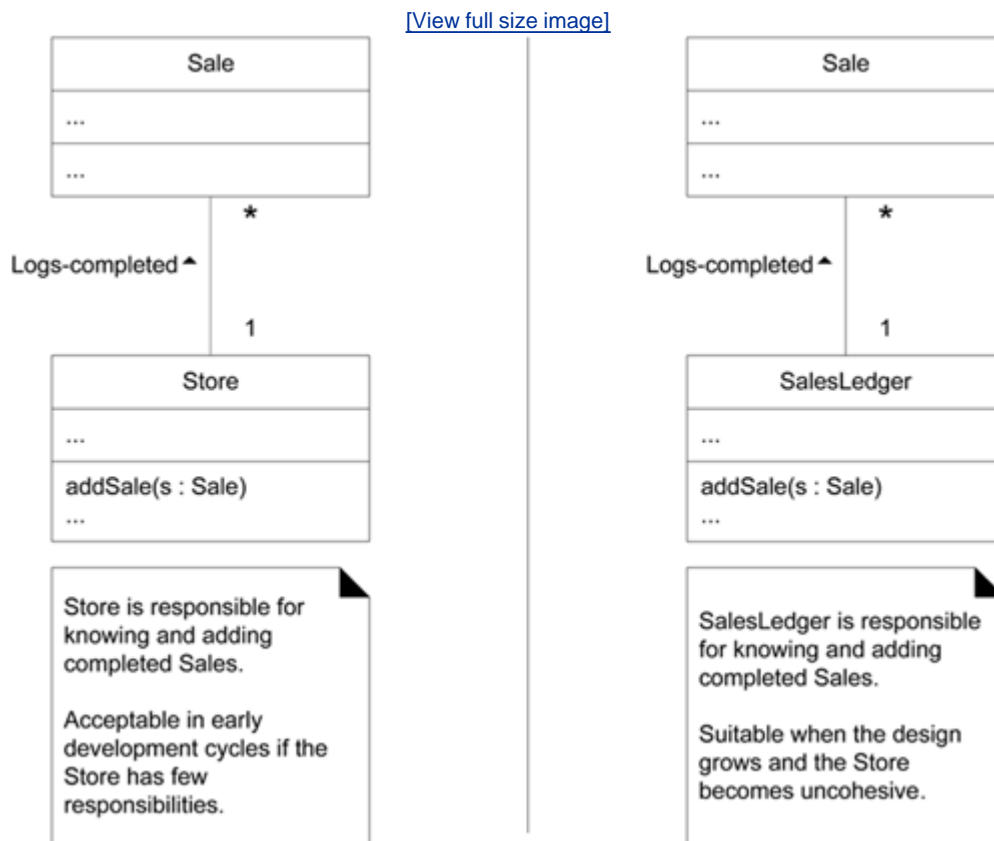 [View full size image]
Sale
...
...
*
Logs-completed
1
Store
...
addSale(s : Sale)
...
Store is responsible for
knowing and adding
completed Sales.
Acceptable in early
development cycles if the
Store has few
responsibilities.
Sale
...
...
*
Logs-completed
1
SalesLedger
...
addSale(s : Sale)
...
SalesLedger is responsible
for knowing and adding
completed Sales.
Suitable when the design
grows and the Store
becomes uncohesive.